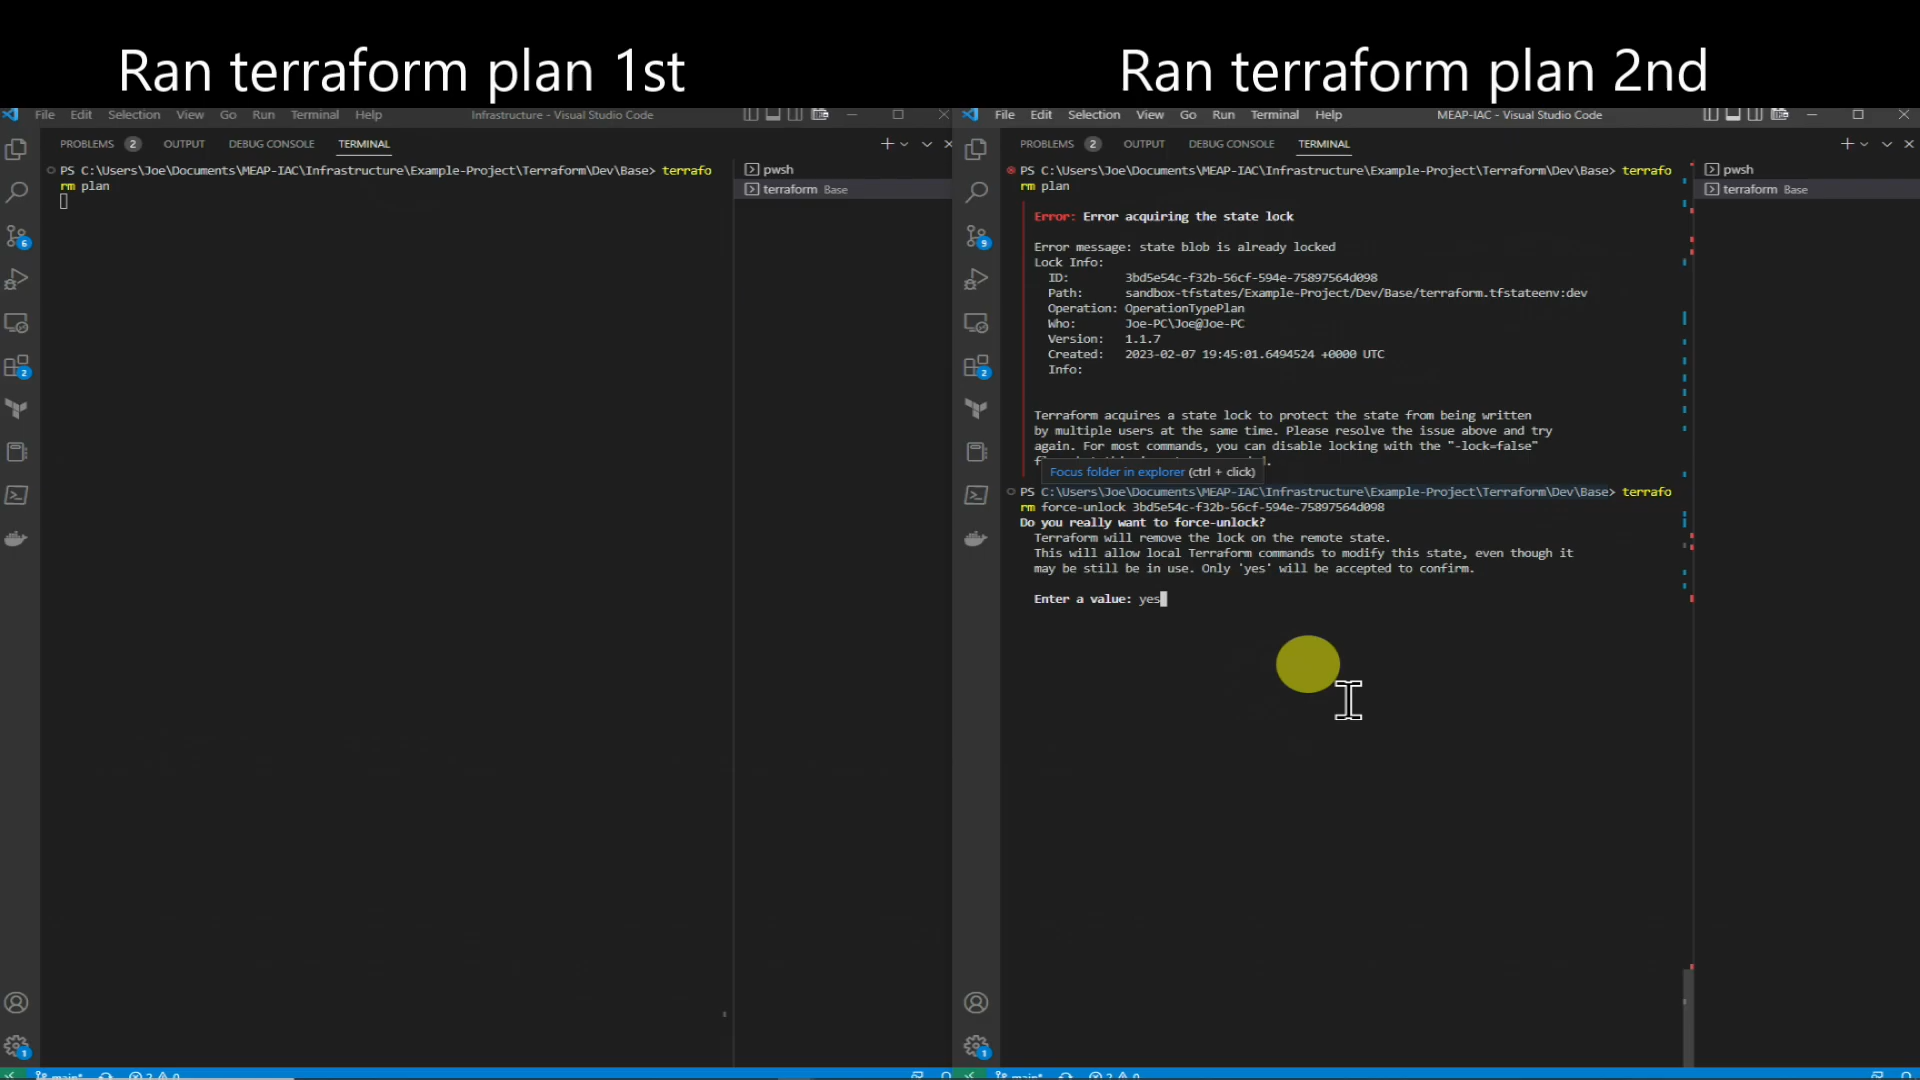 Ran terraform plan 1st
Ran terraform plan 2nd
File Edit Selection View Go Run Terminal Help
Infrastructure - Visual Studio Code
PROBLEMS 2 OUTPUT DEBUG CONSOLE TERMINAL
PS C:\Users\Joe\Documents\MEAP-IAC\Infrastructure\Example-Project\Terraform\Dev\Base> terrafo
rm plan
pwsh
terraform Base
6
2
1
main*
2 0
File Edit Selection View Go Run Terminal Help
MEAP-IAC - Visual Studio Code
PROBLEMS 2 OUTPUT DEBUG CONSOLE TERMINAL
PS C:\Users\Joe\Documents\MEAP-IAC\Infrastructure\Example-Project\Terraform\Dev\Base> terrafo
rm plan
Error: Error acquiring the state lock
Error message: state blob is already locked
Lock Info:
ID: 3bd5e54c-f32b-56cf-594e-75897564d098
Path: sandbox-tfstates/Example-Project/Dev/Base/terraform.tfstateenv:dev
Operation: OperationTypePlan
Who: Joe-PC\Joe@Joe-PC
Version: 1.1.7
Created: 2023-02-07 19:45:01.6494524 +0000 UTC
Info:
Terraform acquires a state lock to protect the state from being written
by multiple users at the same time. Please resolve the issue above and try
again. For most commands, you can disable locking with the "-lock=false"
Focus folder in explorer (ctrl + click)
PS C:\Users\Joe\Documents\MEAP-IAC\Infrastructure\Example-Project\Terraform\Dev\Base> terrafo
rm force-unlock 3bd5e54c-f32b-56cf-594e-75897564d098
Do you really want to force-unlock?
Terraform will remove the lock on the remote state.
This will allow local Terraform commands to modify this state, even though it
may be still be in use. Only 'yes' will be accepted to confirm.
Enter a value: yes
pwsh
terraform Base
9
2
1
main*
2 0